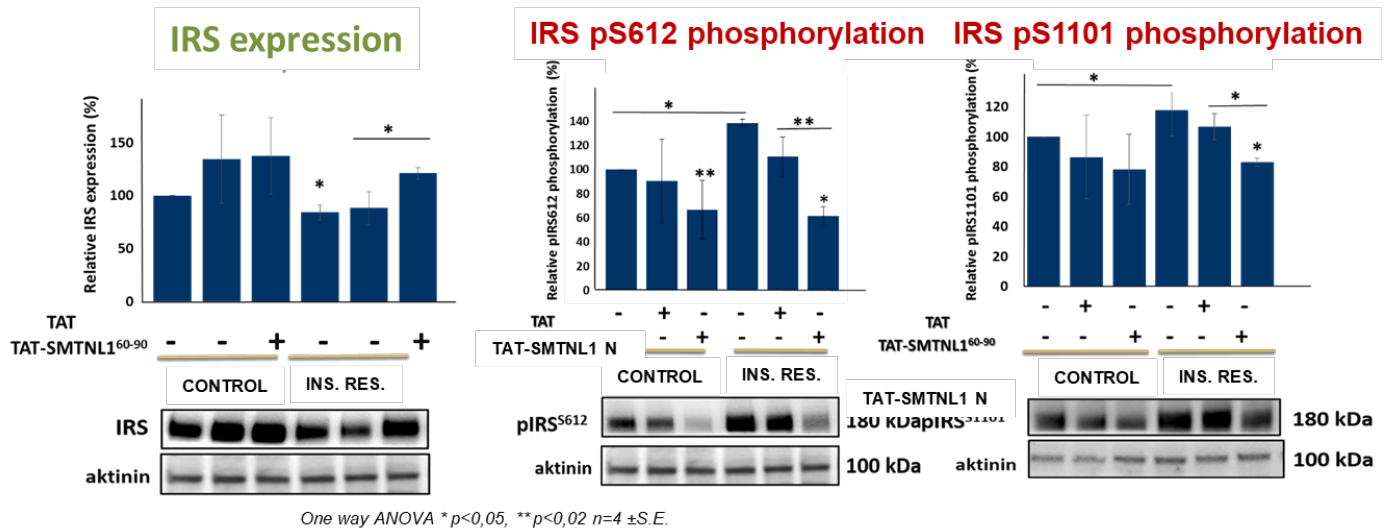 IRS expression
Relative IRS expression (%)
150
100
50
0
*
*
TAT
TAT-SMTNL1⁶⁰⁻⁹⁰
- - + - - +
CONTROL
INS. RES.
IRS
aktinin
IRS pS612 phosphorylation
Relative pIRS612 phosphorylation (%)
140
120
100
80
60
40
20
0
*
**
**
*
- + - - + -
TAT
- + - - +
TAT-SMTNL1 N
CONTROL
INS. RES.
pIRSˢ⁶¹²
180 kDa
aktinin
100 kDa
IRS pS1101 phosphorylation
Relative pIRS1101 phosphorylation (%)
120
100
80
60
40
20
0
*
*
*
- + - - + -
TAT
TAT-SMTNL1⁶⁰⁻⁹⁰
- - + - - +
CONTROL
INS. RES.
TAT-SMTNL1 N
pIRSˢ¹¹⁰¹
180 kDa
aktinin
100 kDa
One way ANOVA * p<0,05, ** p<0,02 n=4 ±S.E.